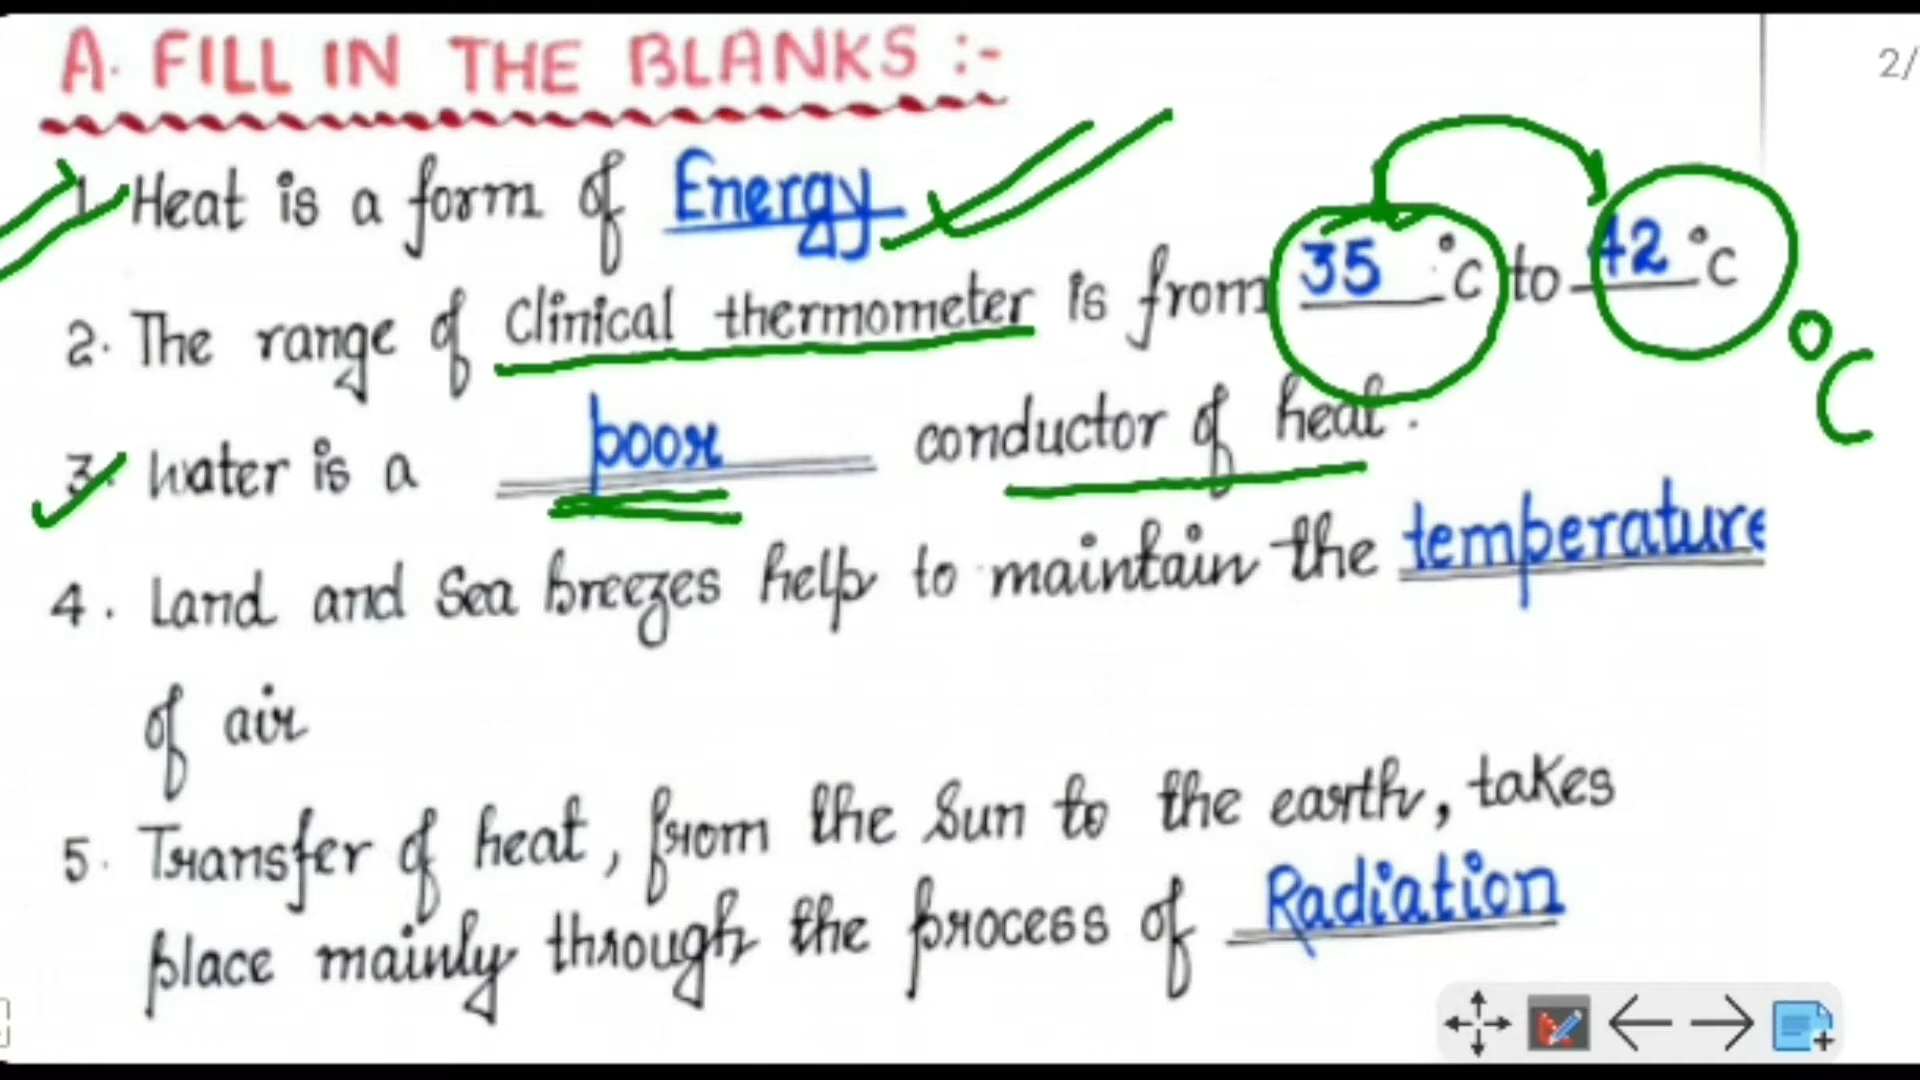 A. FILL IN THE BLANKS :-
2/
1. Heat is a form of Energy
2. The range of Clinical thermometer is from 35 °C to 42 °C
°C
3. Water is a poor conductor of heat.
4. Land and Sea breezes help to maintain the temperature
of air
5. Transfer of heat, from the Sun to the earth, takes
place mainly through the process of Radiation